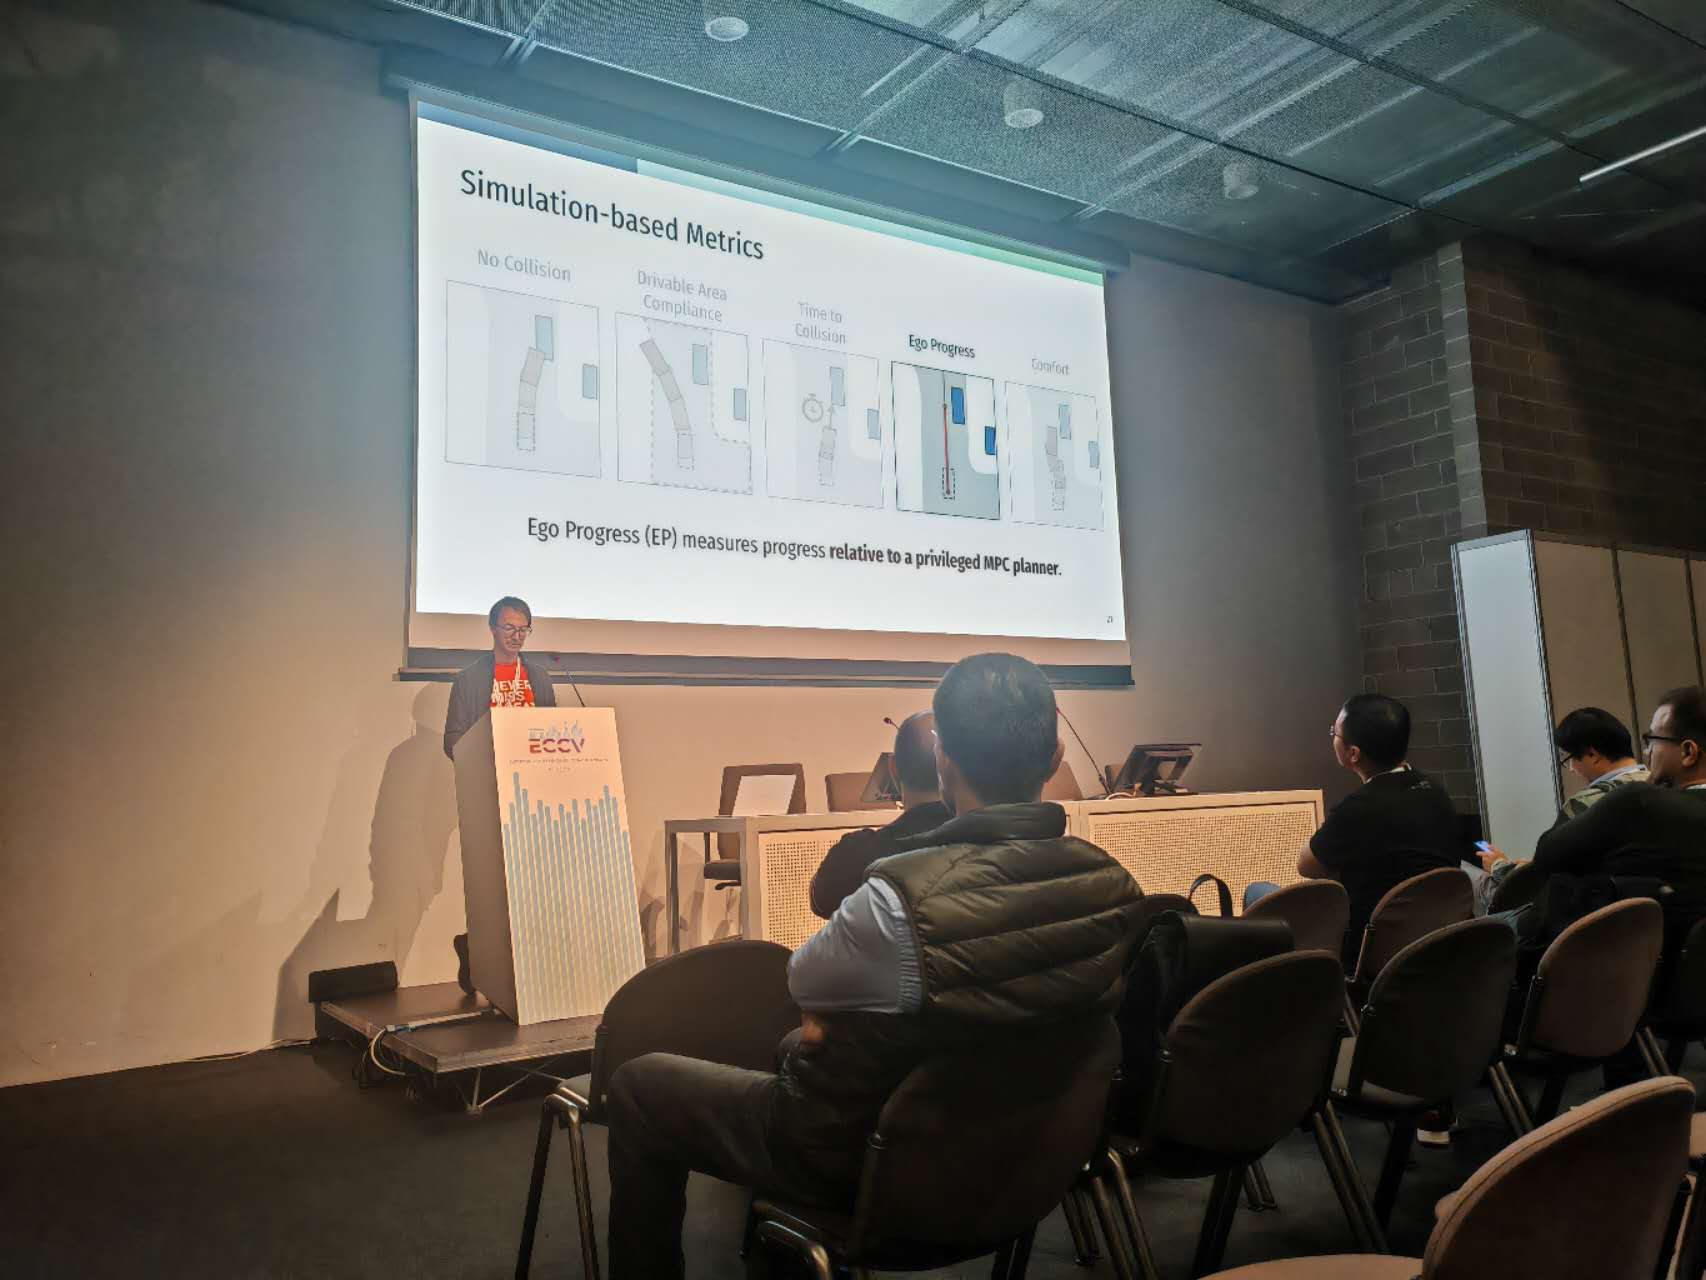 Simulation-based Metrics
No Collision
Drivable Area
Compliance
Time to
Collision
Ego Progress
Comfort
Ego Progress (EP) measures progress relative to a privileged MPC planner.
ECCV